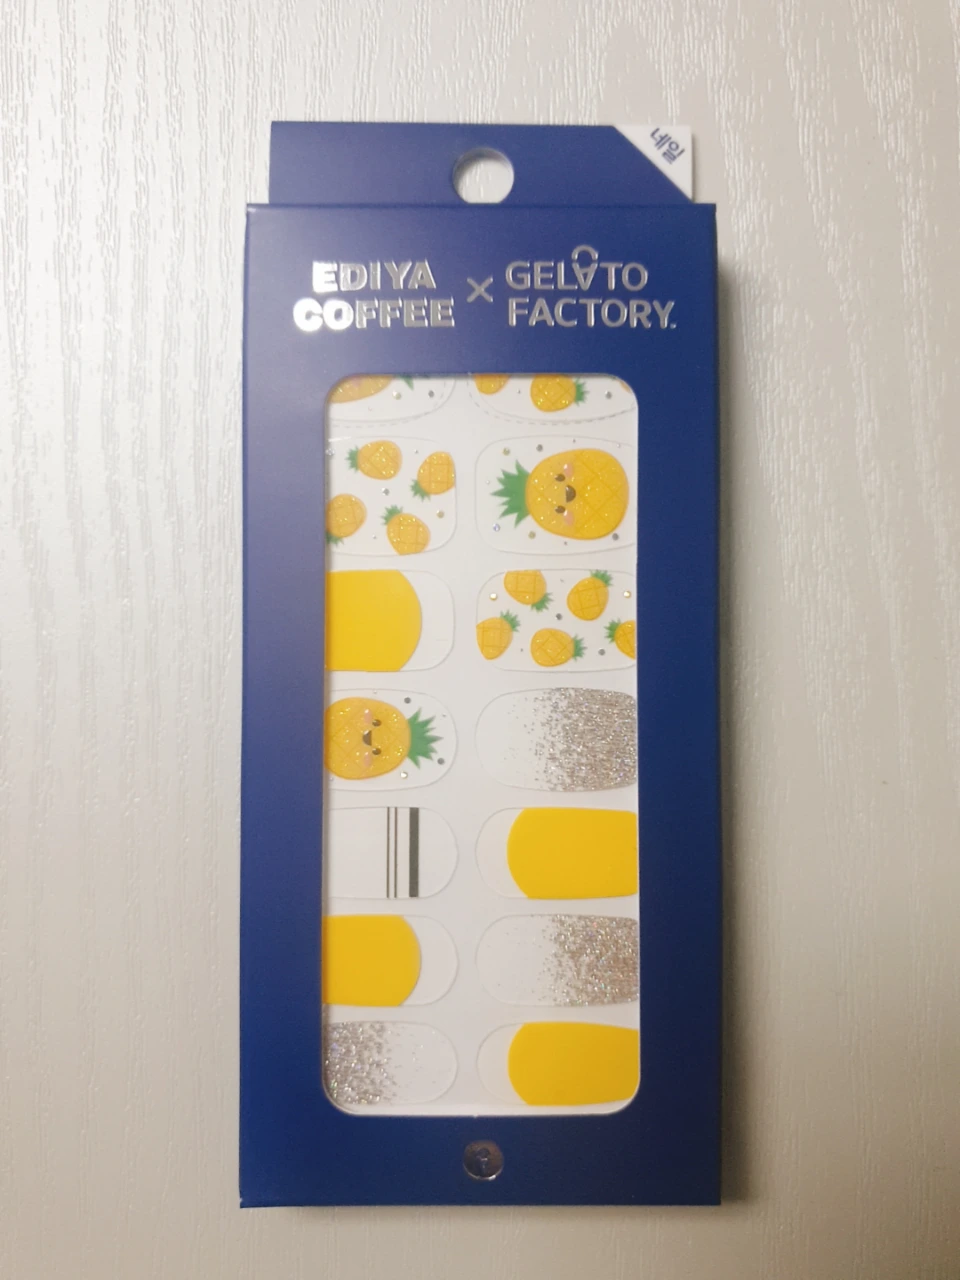 네일
EDIYA
COFFEE
×
GELATO
FACTORY.